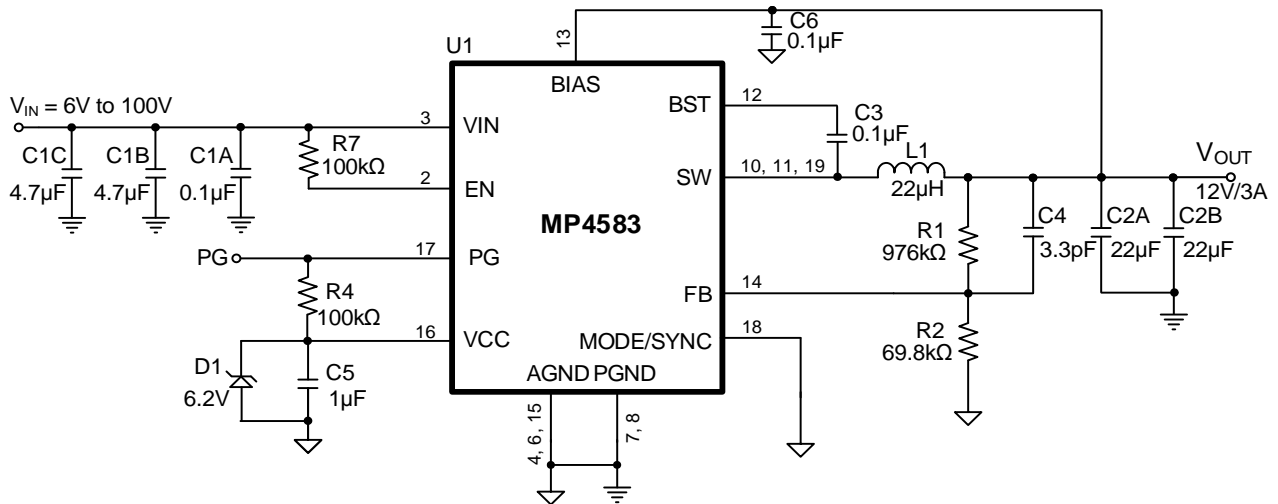 C6
0.1µF
13
U1
BIAS
V_IN = 6V to 100V
BST
12
3
VIN
C3
0.1µF
R7
100kΩ
C1C
4.7µF
C1B
4.7µF
C1A
0.1µF
L1
22µH
V_OUT
12V/3A
SW
10, 11, 19
2
EN
MP4583
C4
3.3pF
C2A
22µF
C2B
22µF
R1
976kΩ
PG
17
PG
R4
100kΩ
FB
14
16
VCC
MODE/SYNC
18
R2
69.8kΩ
D1
6.2V
C5
1µF
AGND PGND
4, 6, 15
7, 8